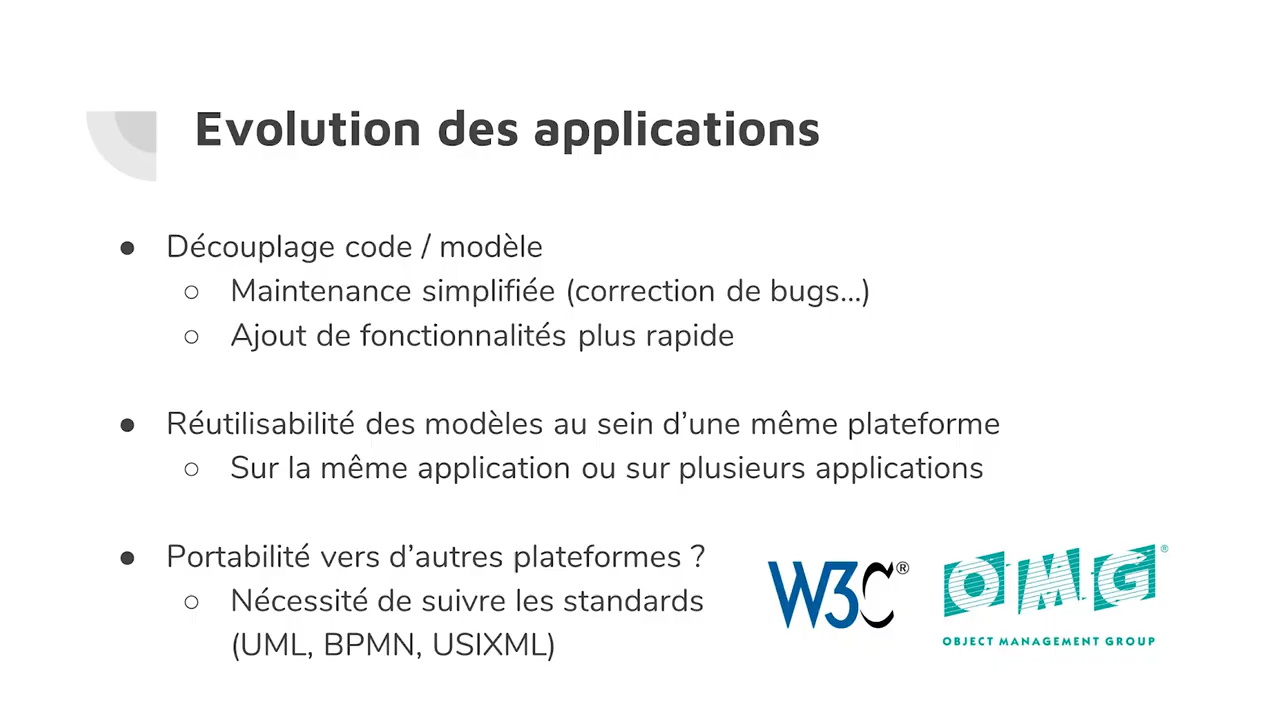 Evolution des applications
● Découplage code / modèle
○ Maintenance simplifiée (correction de bugs...)
○ Ajout de fonctionnalités plus rapide
● Réutilisabilité des modèles au sein d’une même plateforme
○ Sur la même application ou sur plusieurs applications
● Portabilité vers d’autres plateformes ?
○ Nécessité de suivre les standards
(UML, BPMN, USIXML)
W3C®
OMG®
OBJECT MANAGEMENT GROUP